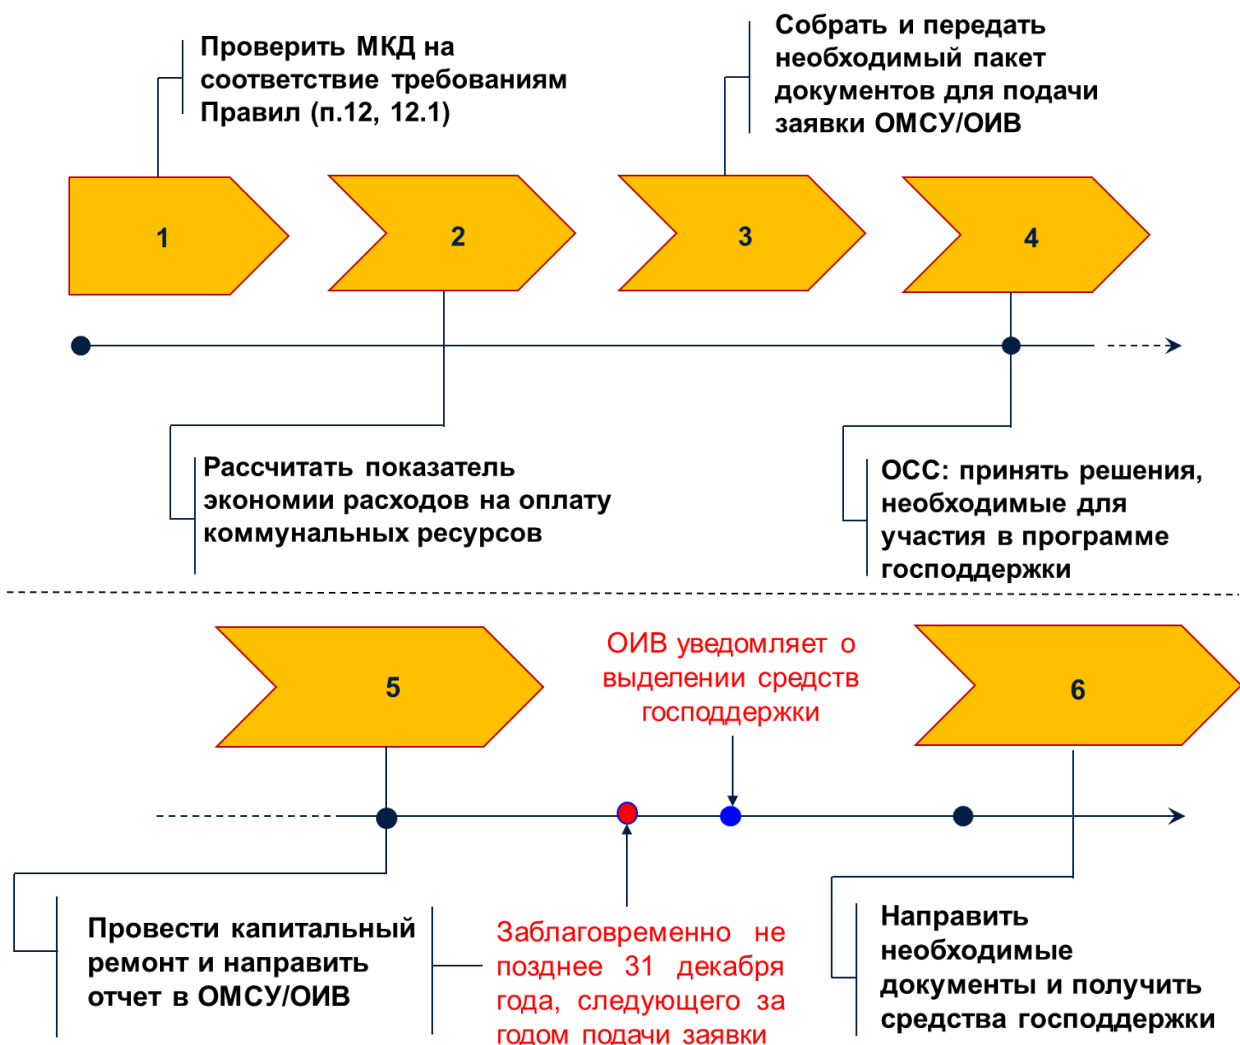 Проверить МКД на
соответствие требованиям
Правил (п.12, 12.1)
Собрать и передать
необходимый пакет
документов для подачи
заявки ОМСУ/ОИВ
1
2
3
4
Рассчитать показатель
экономии расходов на оплату
коммунальных ресурсов
ОСС: принять решения,
необходимые для
участия в программе
господдержки
5
ОИВ уведомляет о
выделении средств
господдержки
6
Провести капитальный
ремонт и направить
отчет в ОМСУ/ОИВ
Заблаговременно не
позднее 31 декабря
года, следующего за
годом подачи заявки
Направить
необходимые
документы и получить
средства господдержки